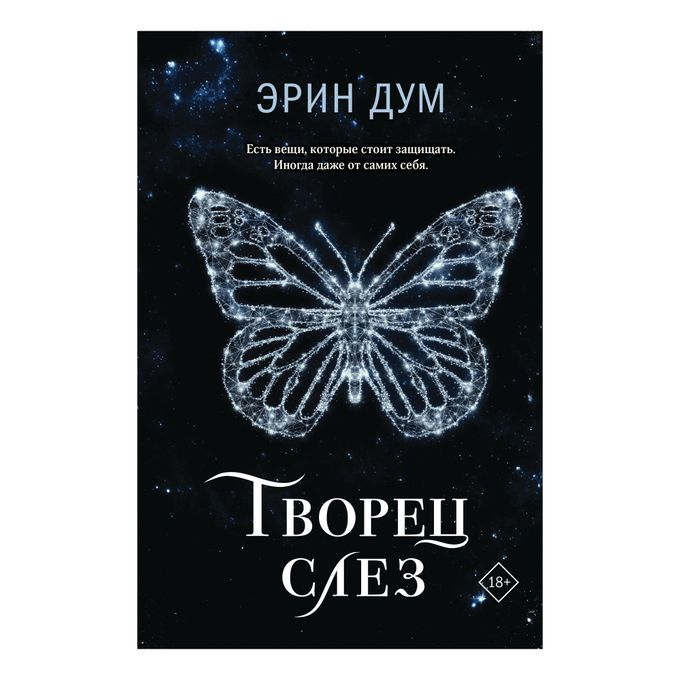 ЭРИН ДУМ
Есть вещи, которые стоит защищать.
Иногда даже от самих себя.
Творец
слез
18+